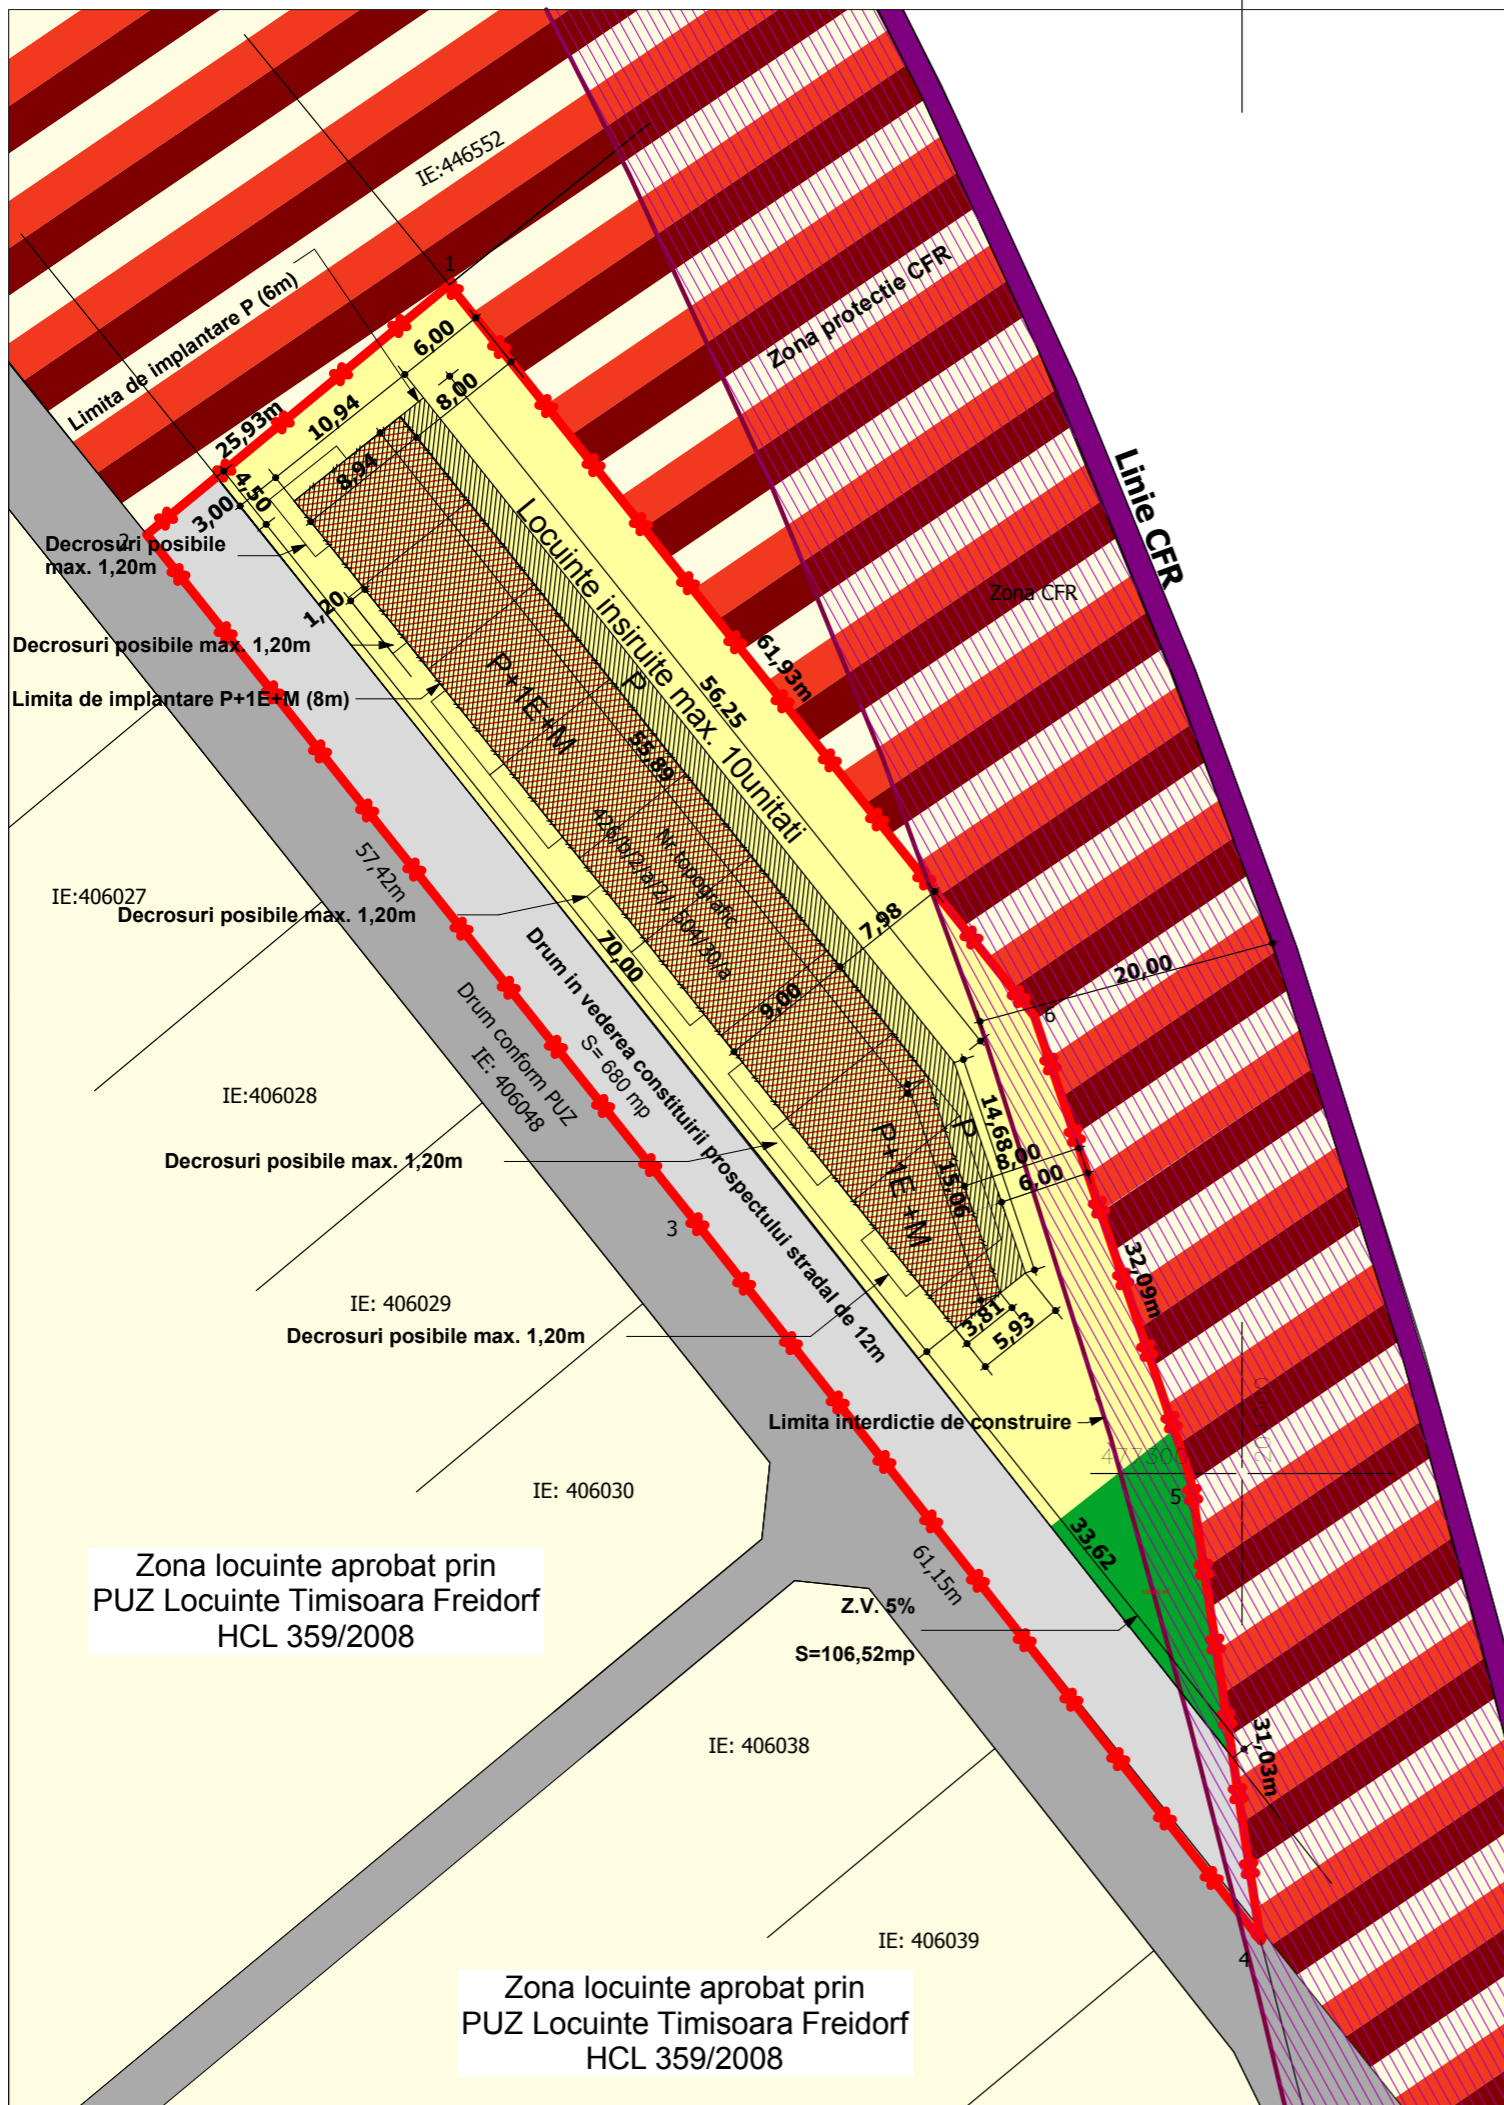 IE:446552
1
Limita de implantare P (6m)
6,00
Zona protectie CFR
8,00
10,94
25,93m
8,94
4,50
3,00
2
Decrosuri posibile
max. 1,20m
Linie CFR
Zona CFR
1,20
Decrosuri posibile max. 1,20m
Limita de implantare P+1E+M (8m)
Locuinte insiruite max. 10unitati
61,93m
56,25
P
P+1E+M
55,89
Nr topografic
426/b/2/a/2/, 504/30/a
57,42m
IE:406027
Decrosuri posibile max. 1,20m
7,98
70,00
20,00
9,00
6
Drum in vederea constituirii prospectului stradal de 12m
S= 680 mp
Drum conform PUZ
IE: 406048
IE:406028
14,68
P
8,00
6,00
15,06
P+1E+M
Decrosuri posibile max. 1,20m
3
32,09m
IE: 406029
Decrosuri posibile max. 1,20m
3,81
5,93
Limita interdictie de construire
477300
5
IE: 406030
33,62
61,15m
Zona locuinte aprobat prin
PUZ Locuinte Timisoara Freidorf
HCL 359/2008
Z.V. 5%
S=106,52mp
31,03m
IE: 406038
IE: 406039
4
Zona locuinte aprobat prin
PUZ Locuinte Timisoara Freidorf
HCL 359/2008